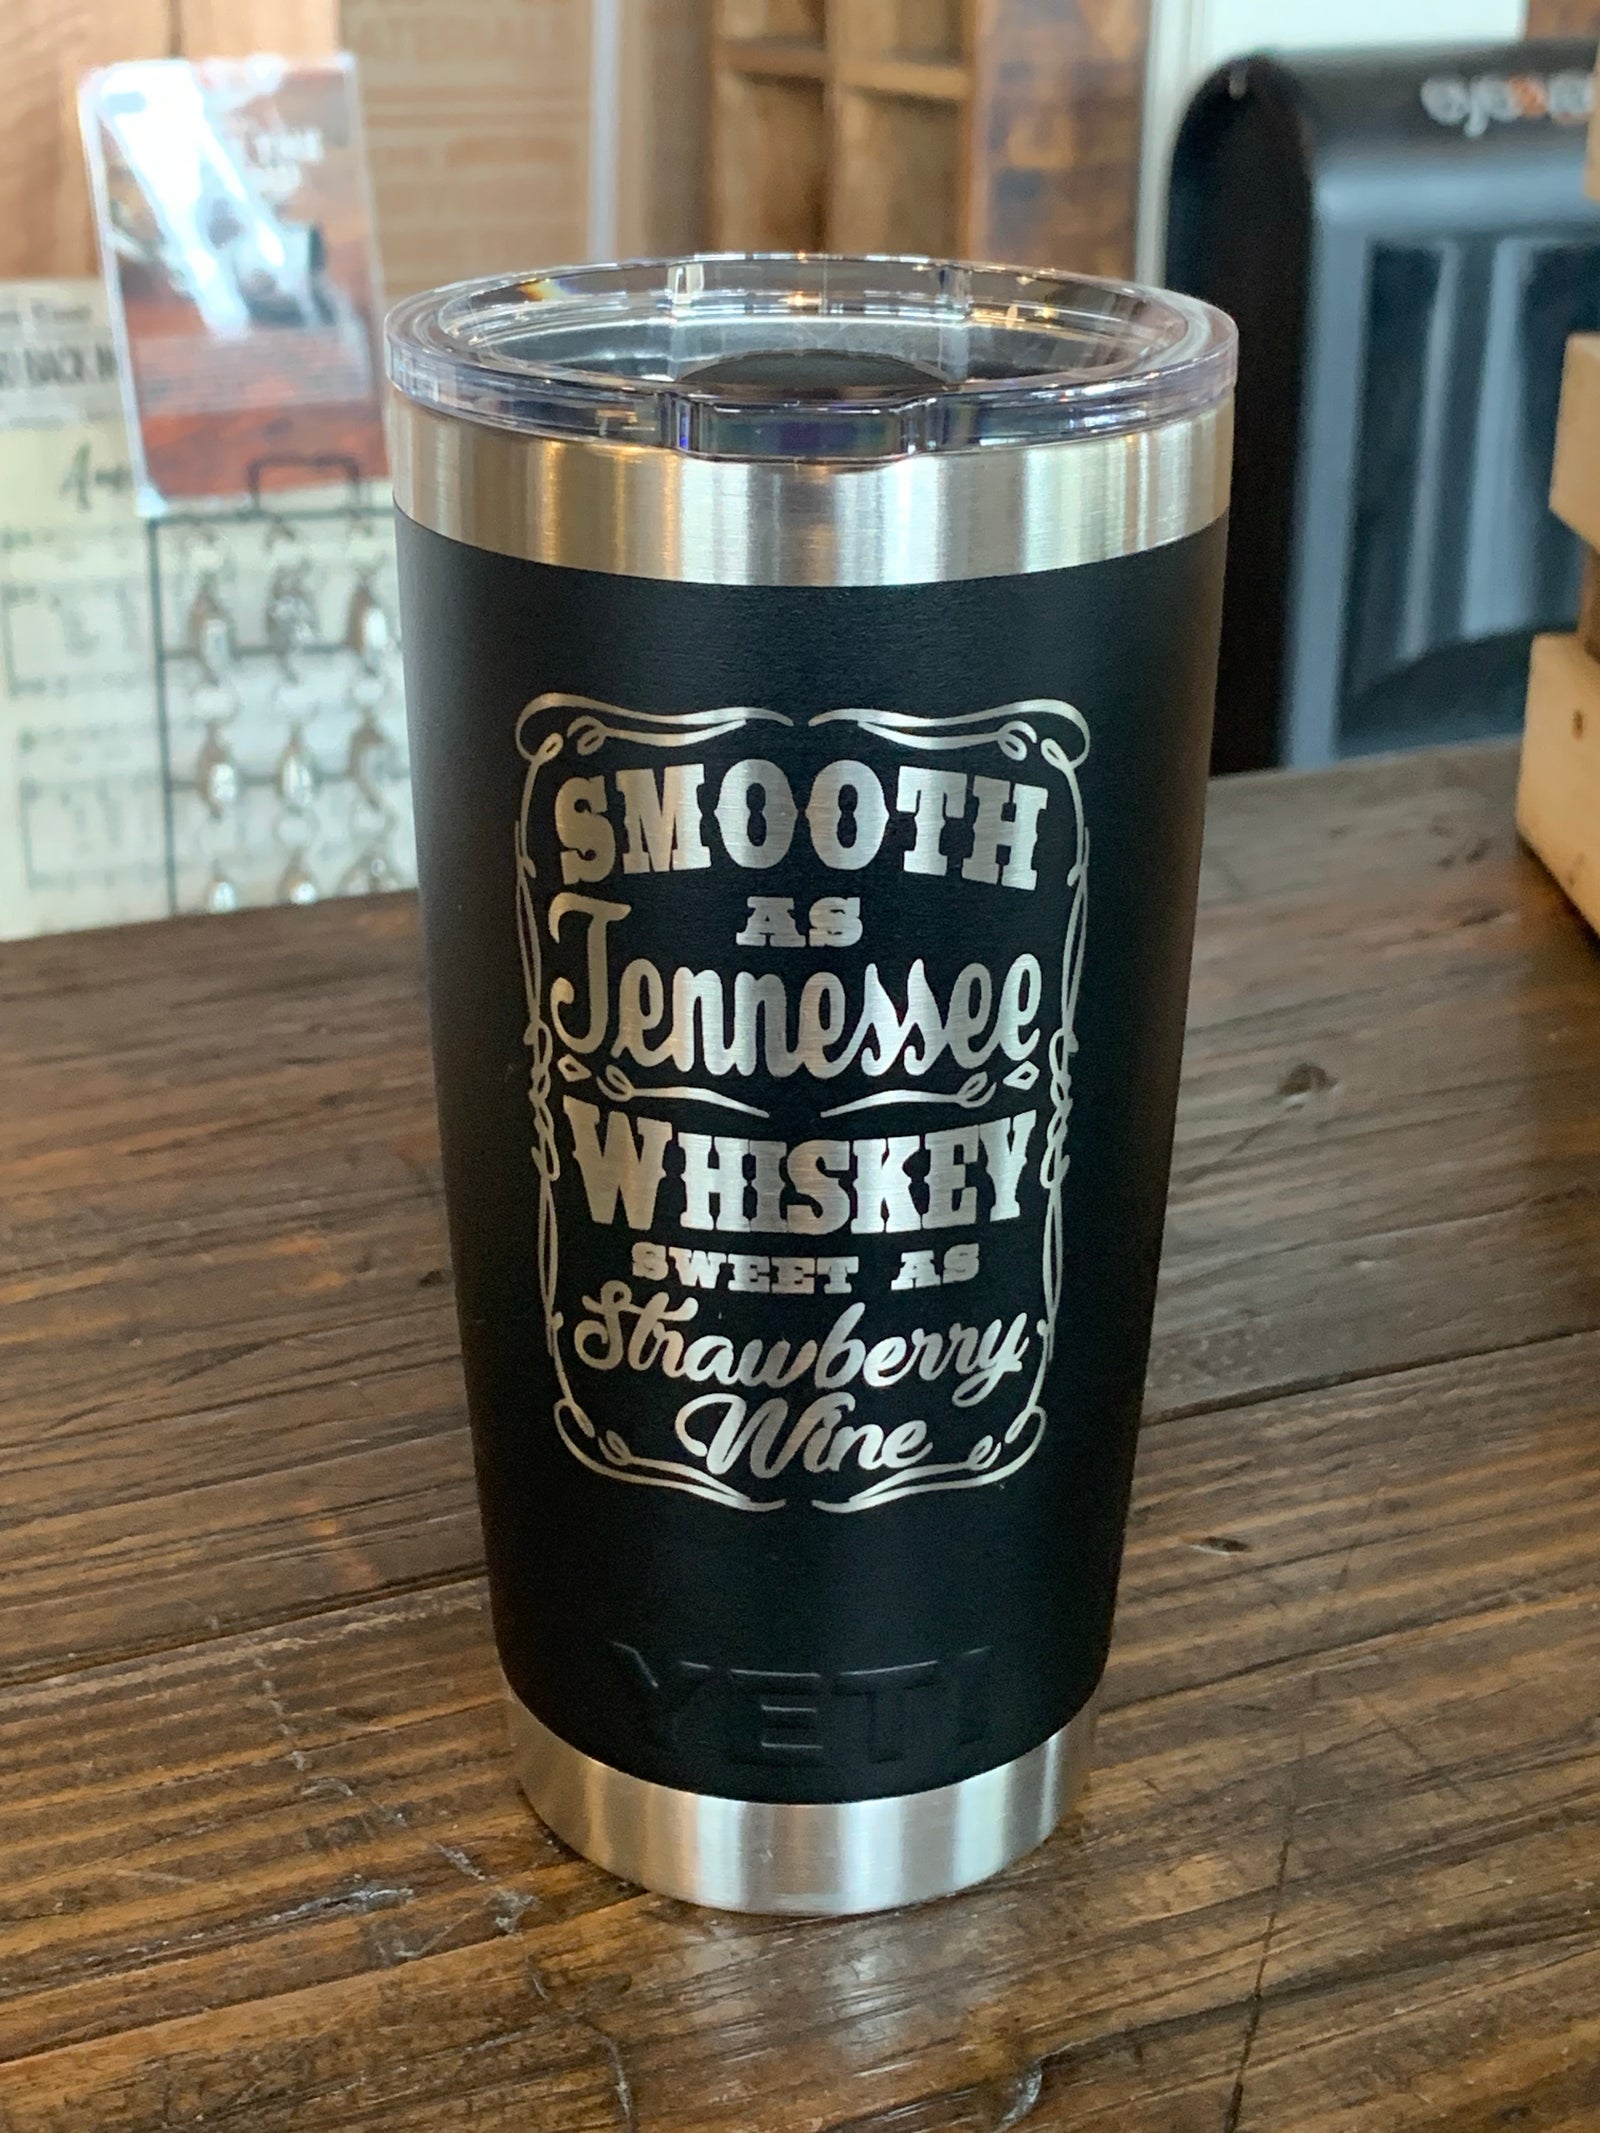 SMOOTH
AS
Tennessee
WHISKEY
SWEET AS
Strawberry
Wine
YETI